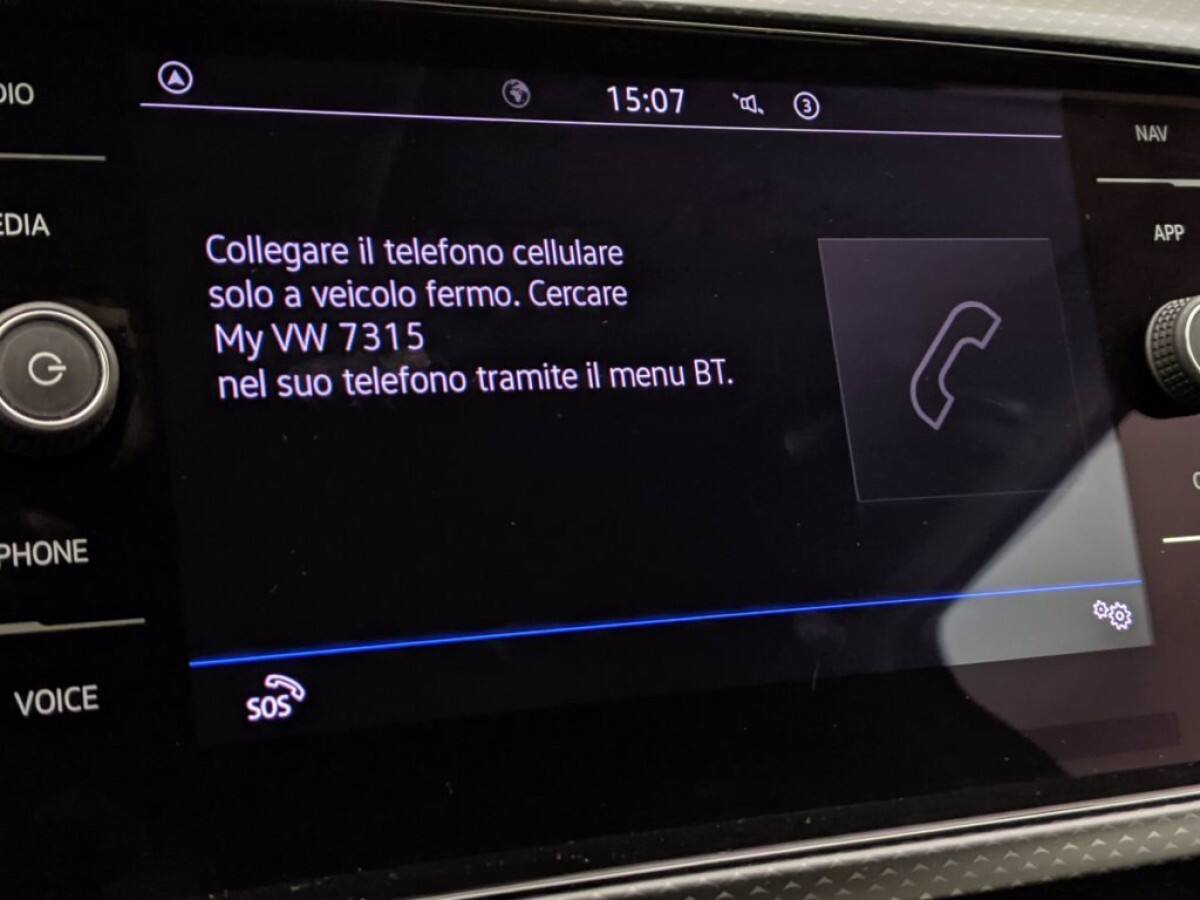 15:07
3
DIO
EDIA
PHONE
VOICE
Collegare il telefono cellulare
solo a veicolo fermo. Cercare
My VW 7315
nel suo telefono tramite il menu BT.
SOS
NAV
APP